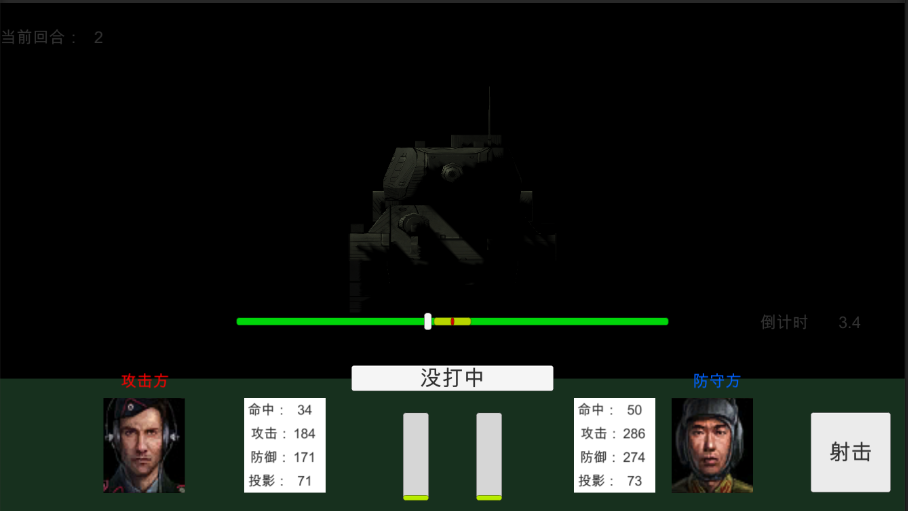 当前回合： 2
倒计时 3.4
没打中
攻击方
防守方
命中： 34
攻击：184
防御：171
投影： 71
命中： 50
攻击：286
防御：274
投影： 73
射击